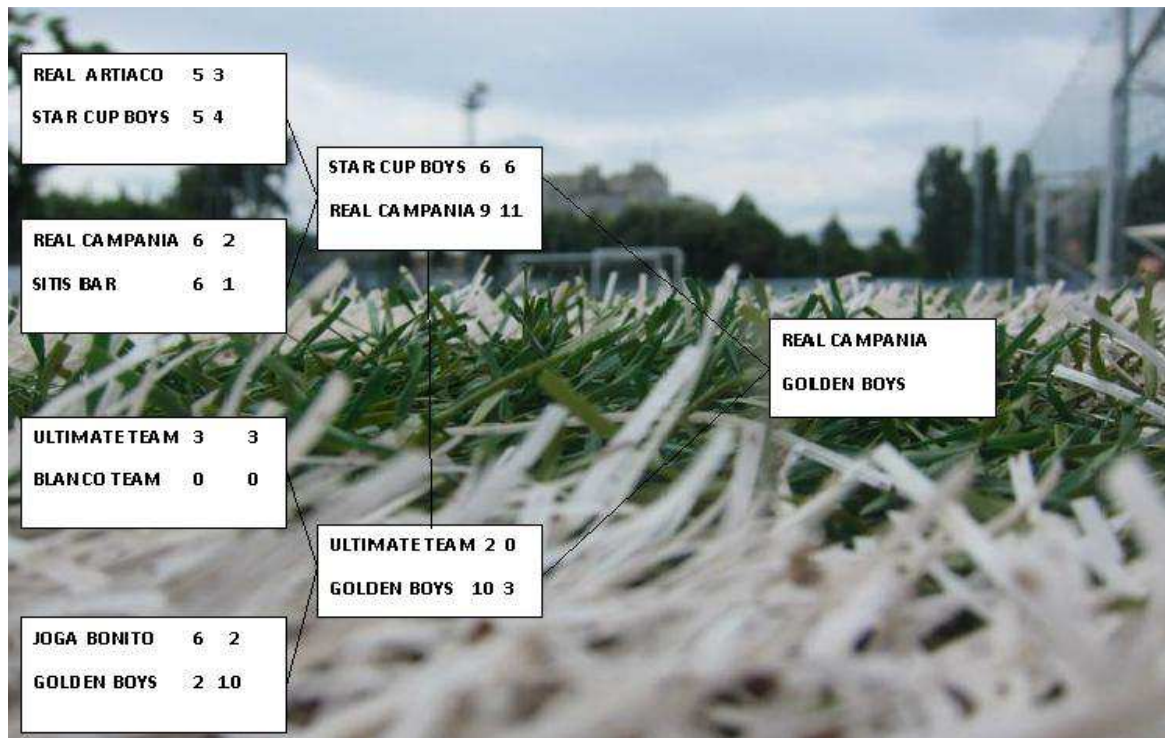 REAL ARTIACO 5 3
STAR CUP BOYS 5 4
REAL CAMPANIA 6 2
SITIS BAR 6 1
ULTIMATE TEAM 3 3
BLANCO TEAM 0 0
JOGA BONITO 6 2
GOLDEN BOYS 2 10
STAR CUP BOYS 6 6
REAL CAMPANIA 9 11
ULTIMATE TEAM 2 0
GOLDEN BOYS 10 3
REAL CAMPANIA
GOLDEN BOYS